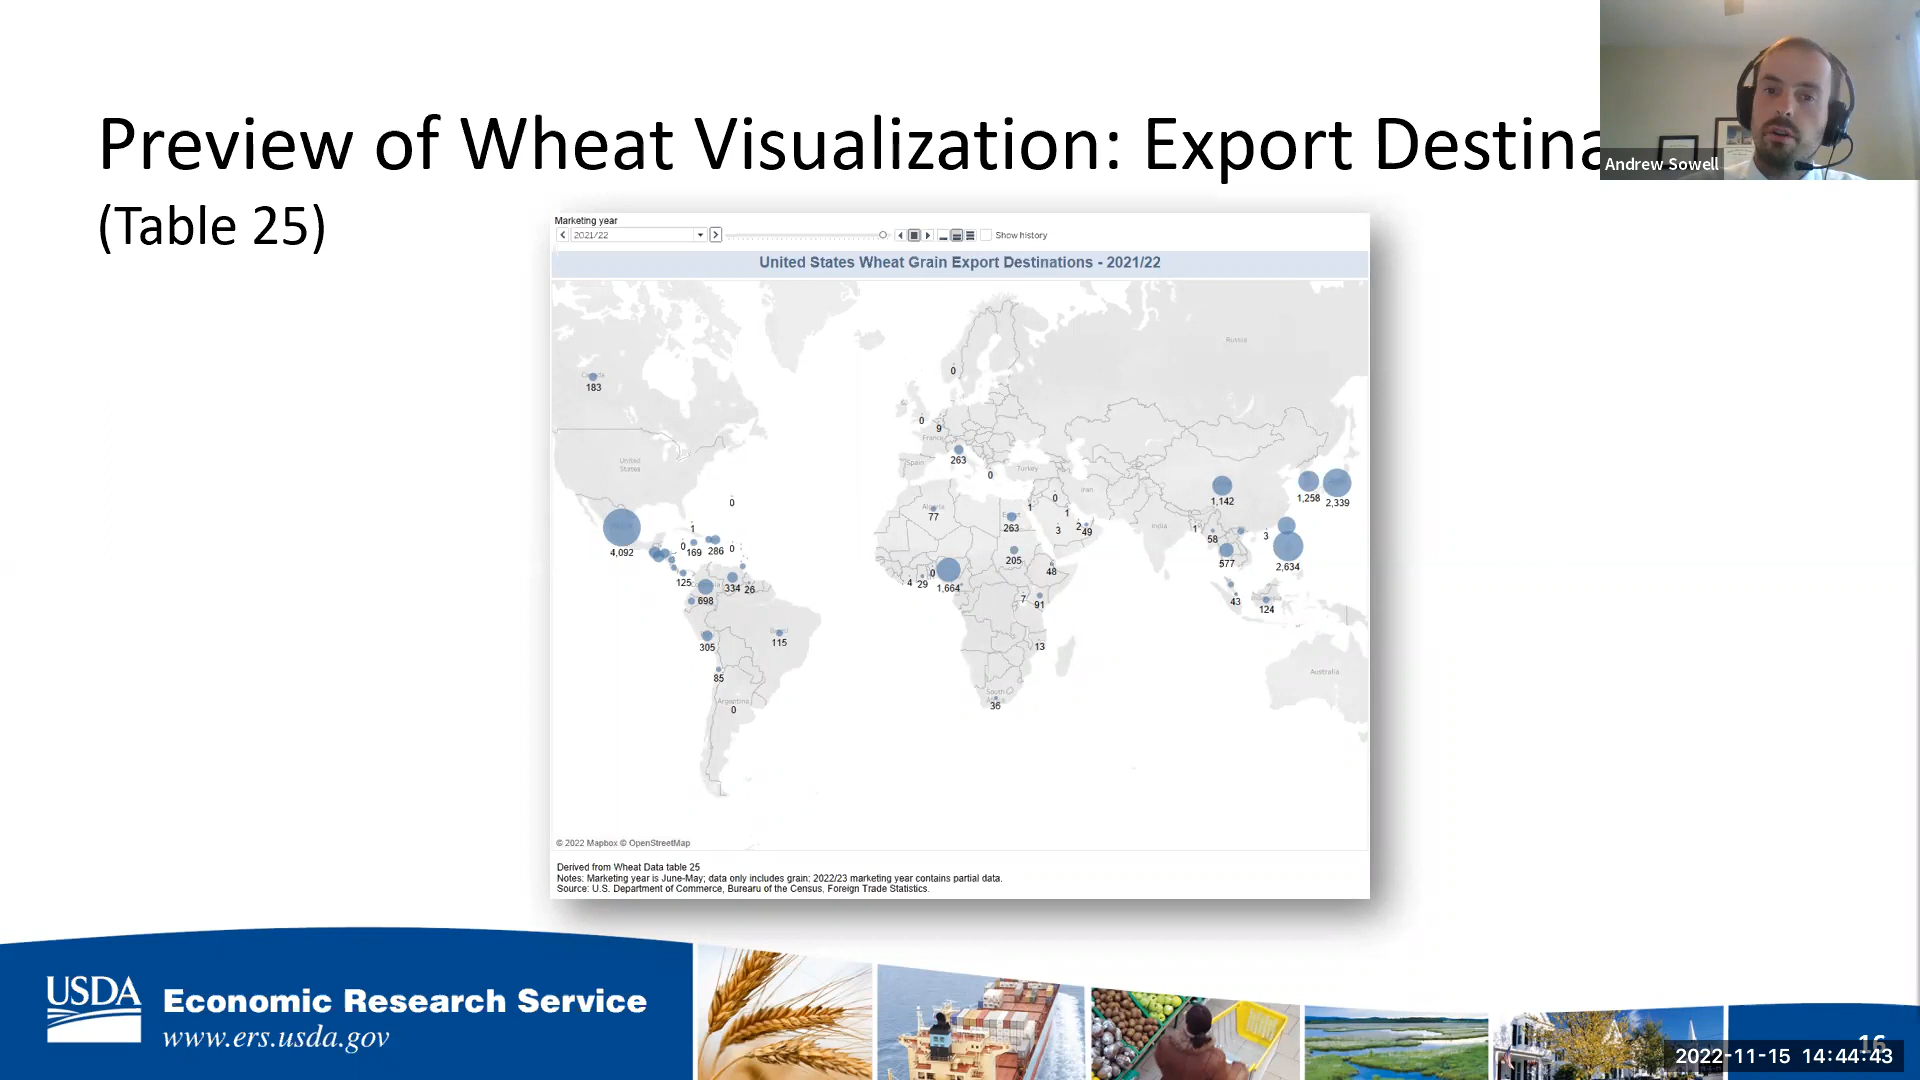 Preview of Wheat Visualization: Export Destina
(Table 25)
Andrew Sowell
Marketing year
2021/22
Show history
United States Wheat Grain Export Destinations - 2021/22
Russia
0
Canada
183
0
9
France
263
United
States
Spain
0
Turkey
0
Iran
1,142
1,258
2,339
0
Algeria
77
1
1
Egypt
263
3
2
49
India
1
58
3
4,092
1
0
169
286
0
205
577
2,634
125
334
26
698
4
29
0
1,664
48
7
91
43
124
305
Brazil
115
13
85
Australia
Argentina
0
South
36
© 2022 Mapbox © OpenStreetMap
Derived from Wheat Data table 25
Notes: Marketing year is June-May; data only includes grain; 2022/23 marketing year contains partial data.
Source: U.S. Department of Commerce, Burearu of the Census, Foreign Trade Statistics.
USDA
Economic Research Service
www.ers.usda.gov
16
2022-11-15 14:44:43